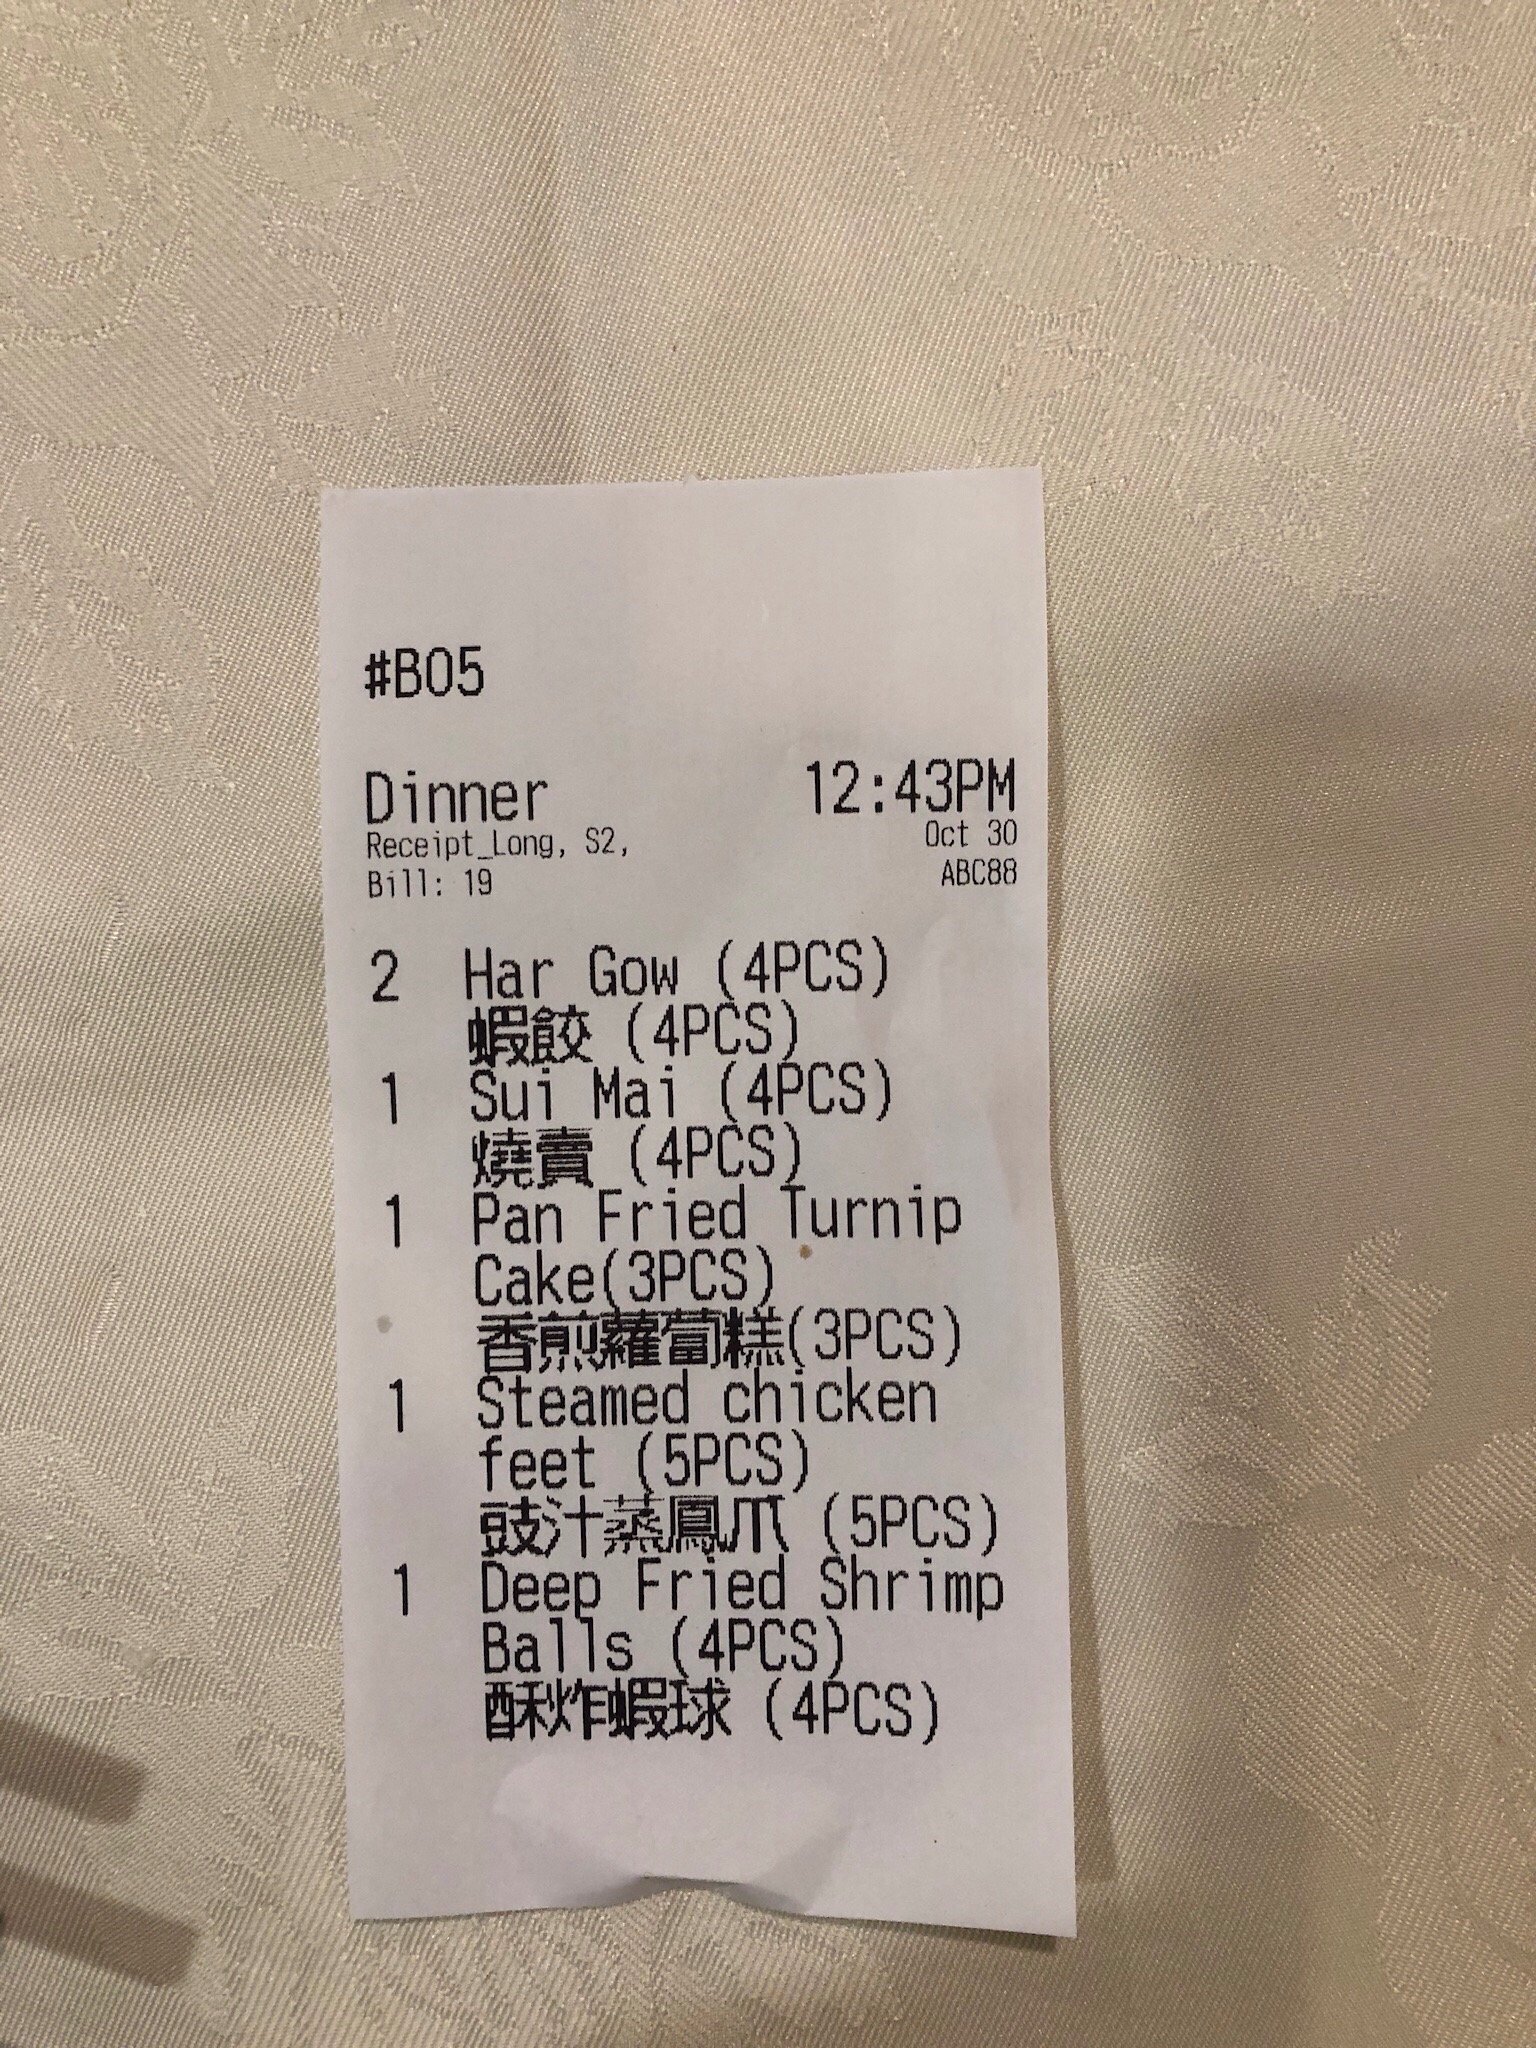 #B05
Dinner 12:43PM
Receipt_Long, S2, Oct 30
Bill: 19 ABC88
2 Har Gow (4PCS)
蝦餃 (4PCS)
1 Sui Mai (4PCS)
燒賣 (4PCS)
1 Pan Fried Turnip
Cake(3PCS)
香煎蘿蔔糕(3PCS)
1 Steamed chicken
feet (5PCS)
豉汁蒸鳳爪 (5PCS)
1 Deep Fried Shrimp
Balls (4PCS)
酥炸蝦球 (4PCS)